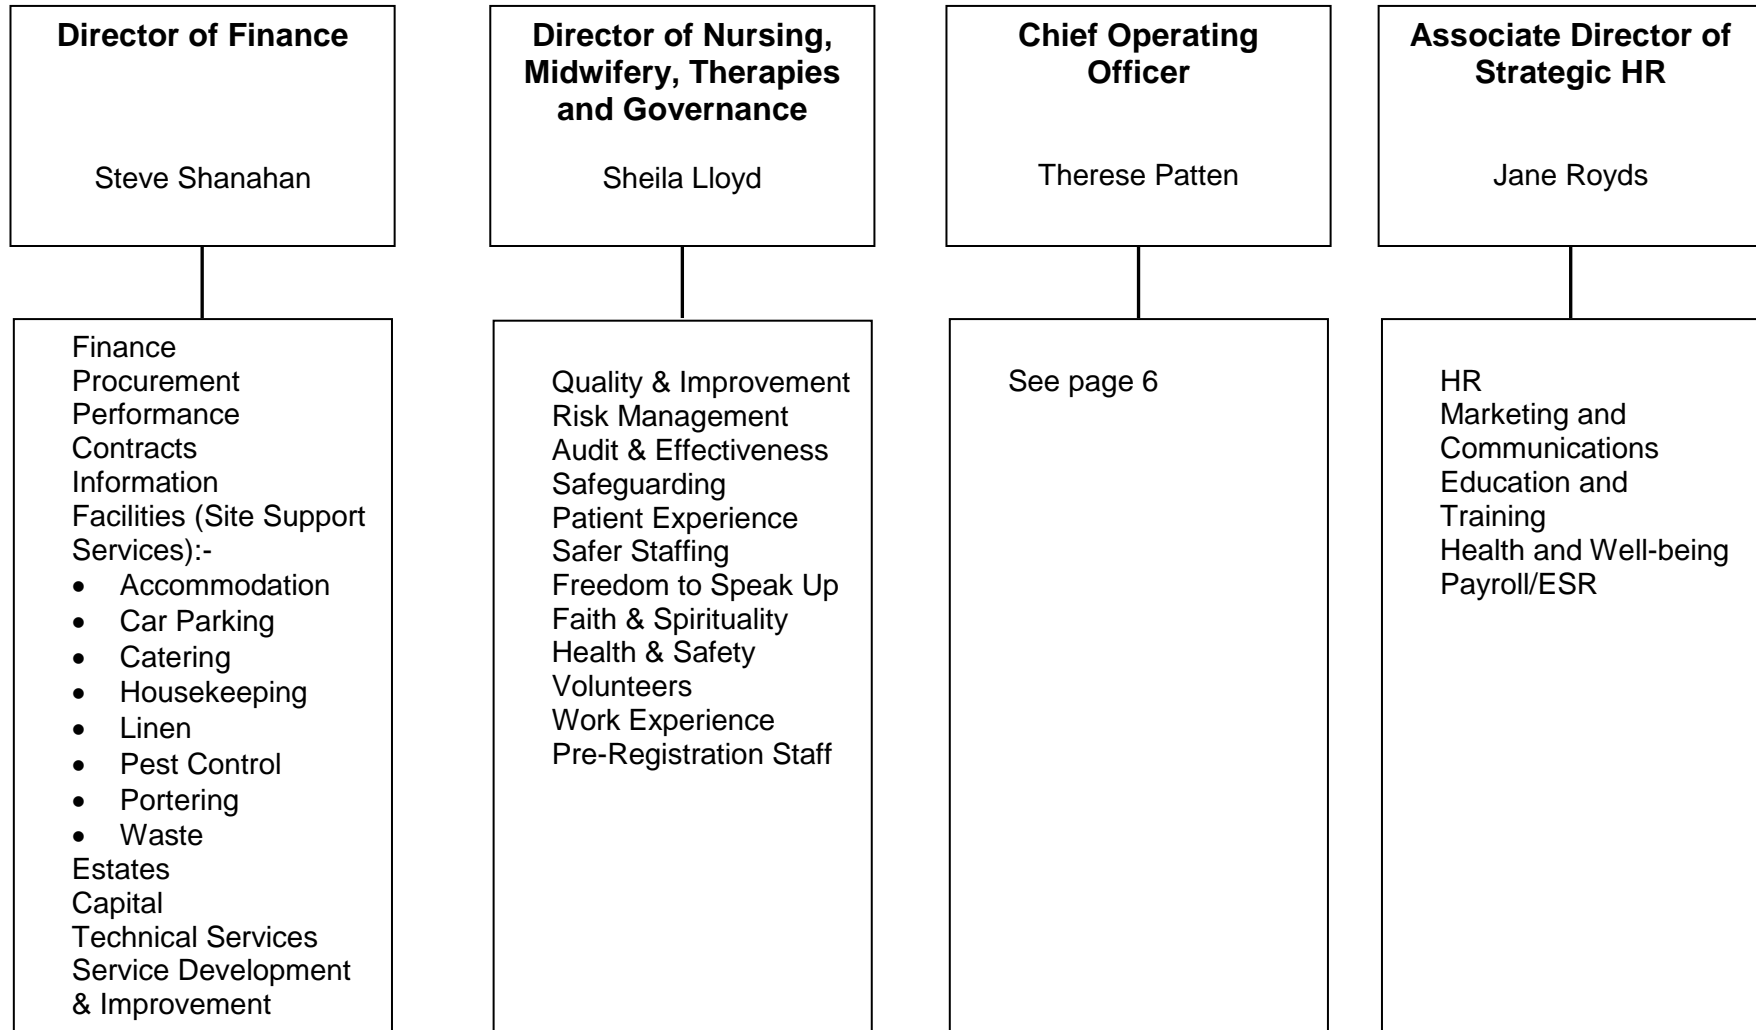 Director of Finance
Steve Shanahan
Director of Nursing,
Midwifery, Therapies
and Governance
Sheila Lloyd
Chief Operating
Officer
Therese Patten
Associate Director of
Strategic HR
Jane Royds
Finance
Procurement
Performance
Contracts
Information
Facilities (Site Support
Services):-
• Accommodation
• Car Parking
• Catering
• Housekeeping
• Linen
• Pest Control
• Portering
• Waste
Estates
Capital
Technical Services
Service Development
& Improvement
Quality & Improvement
Risk Management
Audit & Effectiveness
Safeguarding
Patient Experience
Safer Staffing
Freedom to Speak Up
Faith & Spirituality
Health & Safety
Volunteers
Work Experience
Pre-Registration Staff
See page 6
HR
Marketing and
Communications
Education and
Training
Health and Well-being
Payroll/ESR